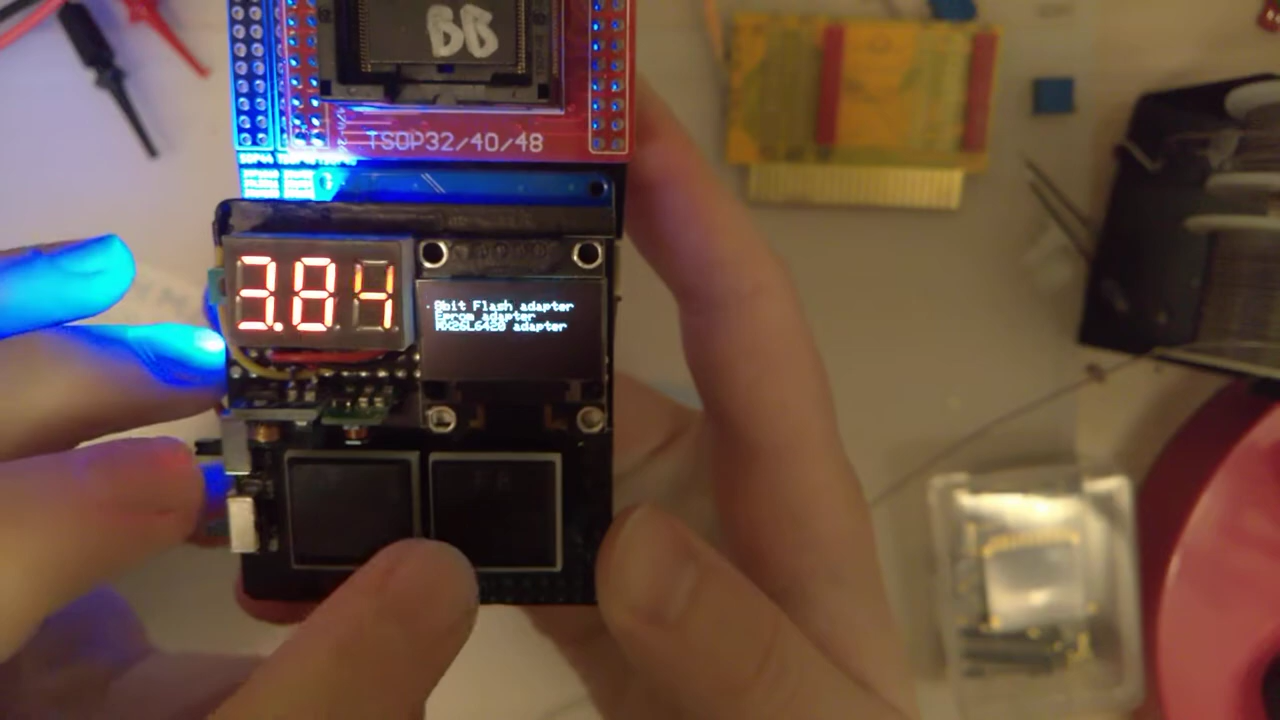 BB
TSOP32/40/48
3.84
8bit Flash adapter
Eprom adapter
MX26L6420 adapter